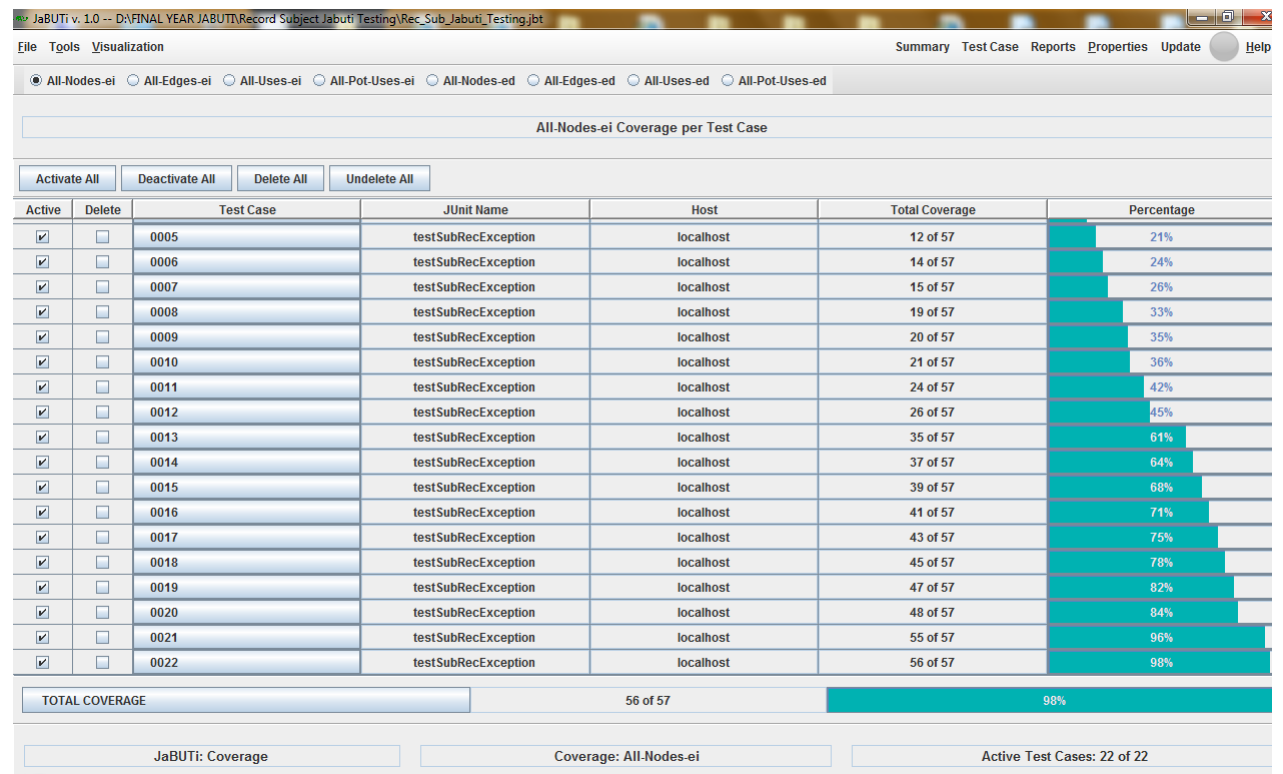 JaBUTi v. 1.0 -- D:\FINAL YEAR JABUTI\Record Subject Jabuti Testing\Rec_Sub_Jabuti_Testing.jbt
File Tools Visualization Summary Test Case Reports Properties Update Help
All-Nodes-ei All-Edges-ei All-Uses-ei All-Pot-Uses-ei All-Nodes-ed All-Edges-ed All-Uses-ed All-Pot-Uses-ed
All-Nodes-ei Coverage per Test Case
Activate All Deactivate All Delete All Undelete All
Active Delete Test Case JUnit Name Host Total Coverage Percentage
0005 testSubRecException localhost 12 of 57 21%
0006 testSubRecException localhost 14 of 57 24%
0007 testSubRecException localhost 15 of 57 26%
0008 testSubRecException localhost 19 of 57 33%
0009 testSubRecException localhost 20 of 57 35%
0010 testSubRecException localhost 21 of 57 36%
0011 testSubRecException localhost 24 of 57 42%
0012 testSubRecException localhost 26 of 57 45%
0013 testSubRecException localhost 35 of 57 61%
0014 testSubRecException localhost 37 of 57 64%
0015 testSubRecException localhost 39 of 57 68%
0016 testSubRecException localhost 41 of 57 71%
0017 testSubRecException localhost 43 of 57 75%
0018 testSubRecException localhost 45 of 57 78%
0019 testSubRecException localhost 47 of 57 82%
0020 testSubRecException localhost 48 of 57 84%
0021 testSubRecException localhost 55 of 57 96%
0022 testSubRecException localhost 56 of 57 98%
TOTAL COVERAGE 56 of 57 98%
JaBUTi: Coverage Coverage: All-Nodes-ei Active Test Cases: 22 of 22